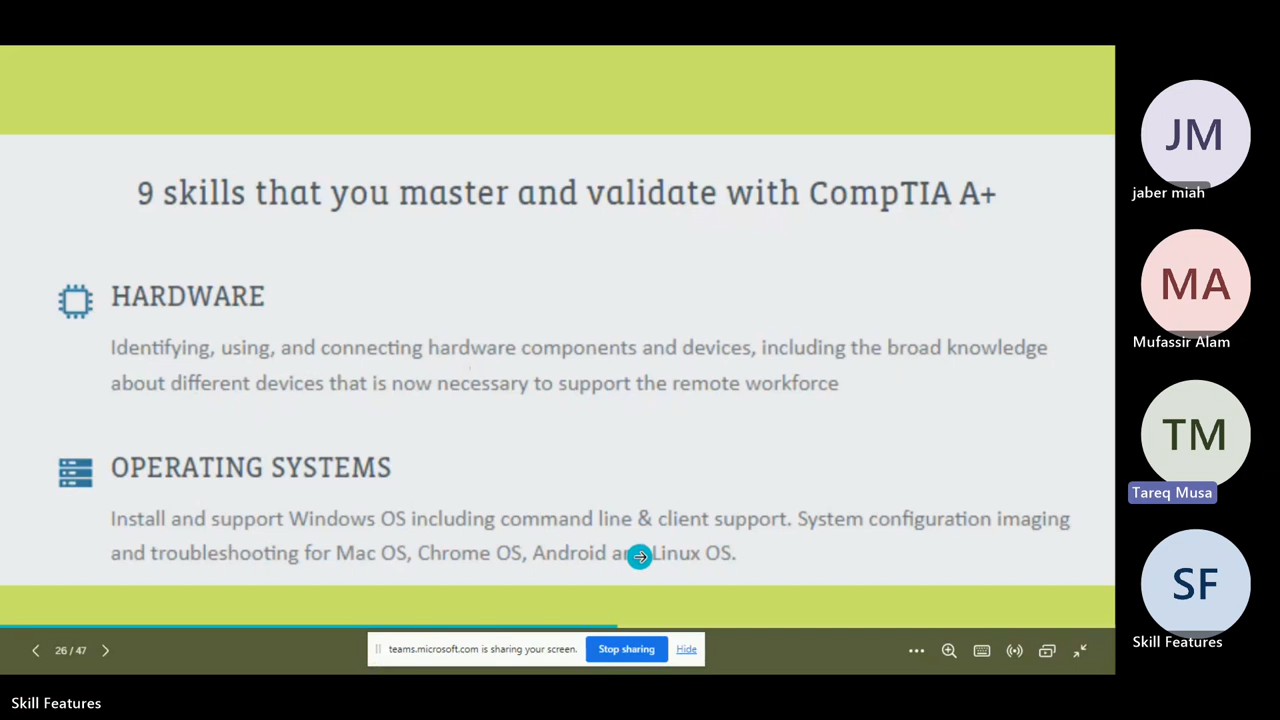 9 skills that you master and validate with CompTIA A+
HARDWARE
Identifying, using, and connecting hardware components and devices, including the broad knowledge
about different devices that is now necessary to support the remote workforce
OPERATING SYSTEMS
Install and support Windows OS including command line & client support. System configuration imaging
and troubleshooting for Mac OS, Chrome OS, Android Linux OS.
26 / 47
teams.microsoft.com is sharing your screen.
Stop sharing
Hide
JM
jaber miah
MA
Mufassir Alam
TM
Tareq Musa
SF
Skill Features
Skill Features